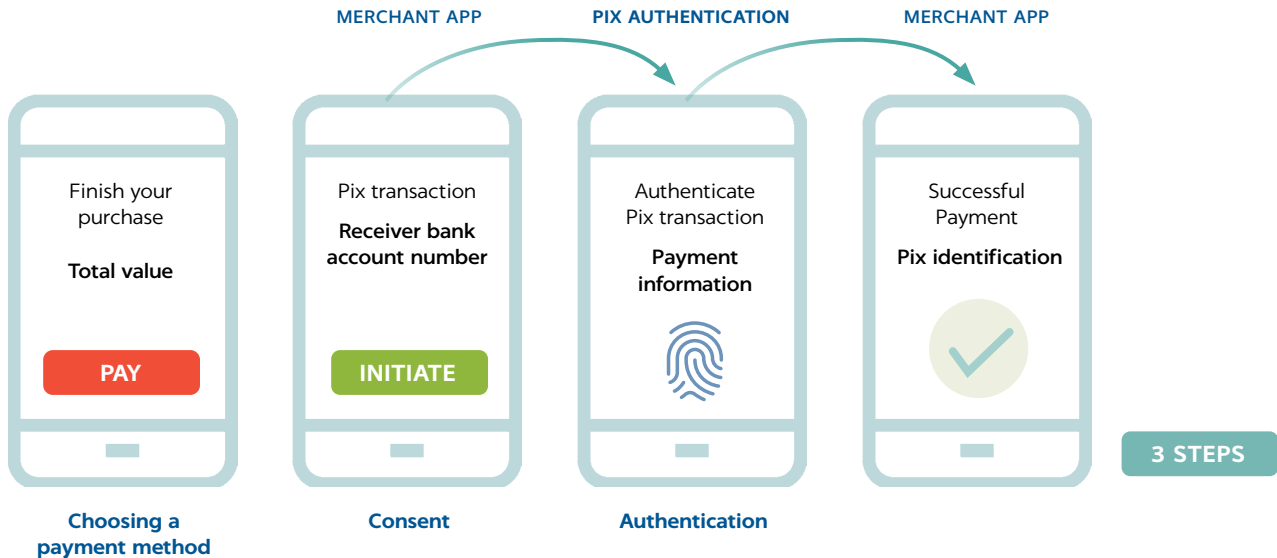 MERCHANT APP
PIX AUTHENTICATION
MERCHANT APP
Finish your
purchase
Total value
PAY
Pix transaction
Receiver bank
account number
INITIATE
Authenticate
Pix transaction
Payment
information
Successful
Payment
Pix identification
3 STEPS
Choosing a
payment method
Consent
Authentication